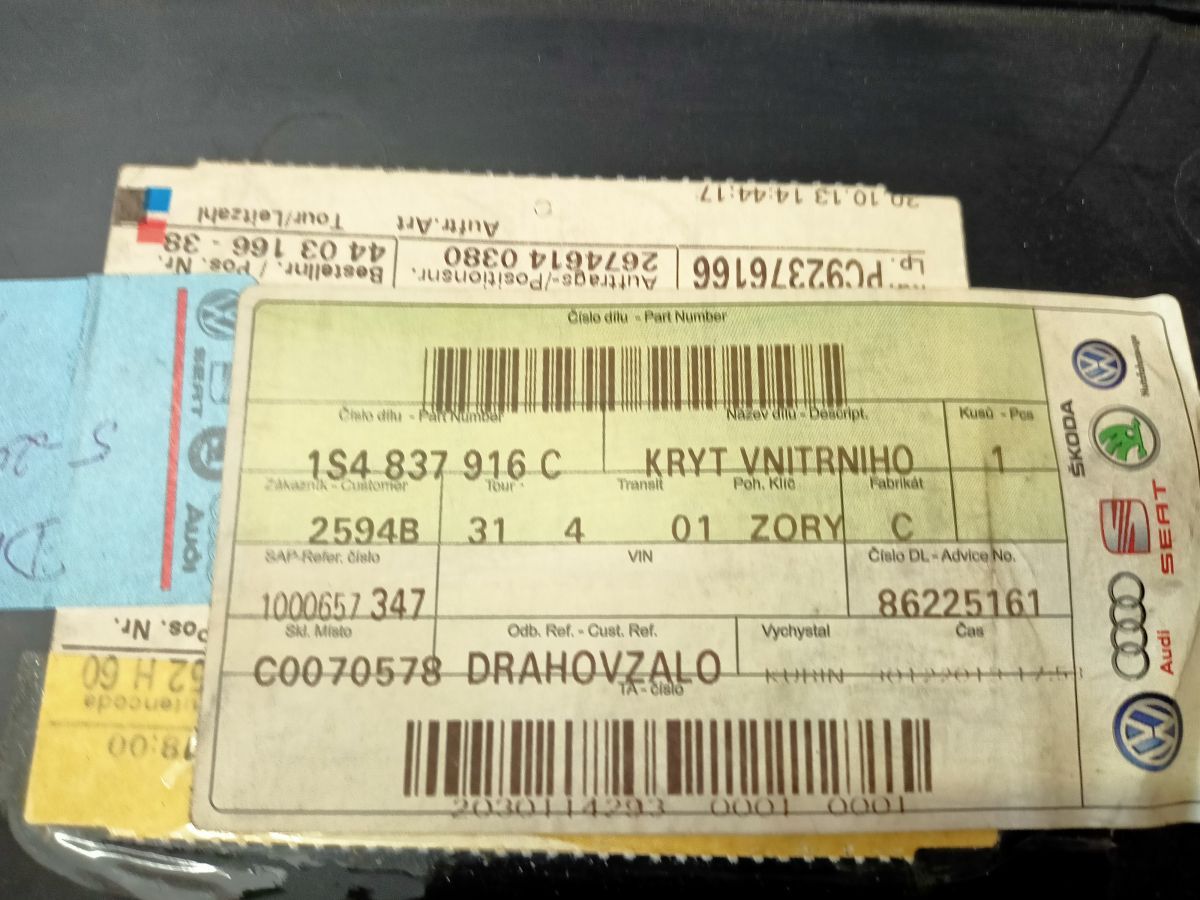 20.10.13 14:44:17
Auftr.Art
Tour/Leitzahl
Lp. PC92376166
2674614 0380
44 03 166 - 38
Auftrags-/Positionsnr.
Bestellnr. / Pos. Nr.
Číslo dílu - Part Number
Číslo dílu - Part Number Název dílu - Descript. Kusů - Pcs
1S4 837 916 C KRYT VNITRNIHO 1
Zákazník - Customer Tour Transit Poh. Klíč Fabrikát
2594B 31 4 01 ZORY C
SAP-Refer. číslo VIN Číslo DL - Advice No.
1000657 347 86225161
Skl. Místo Odb. Ref. - Cust. Ref. Vychystal Čas
C0070578 DRAHOVZALO KUBIN
TA - číslo
2030114293 0001 0001
ŠKODA
SEAT
Audi
SEAT
Audi
Pos. Nr.
52 H 60
18:00